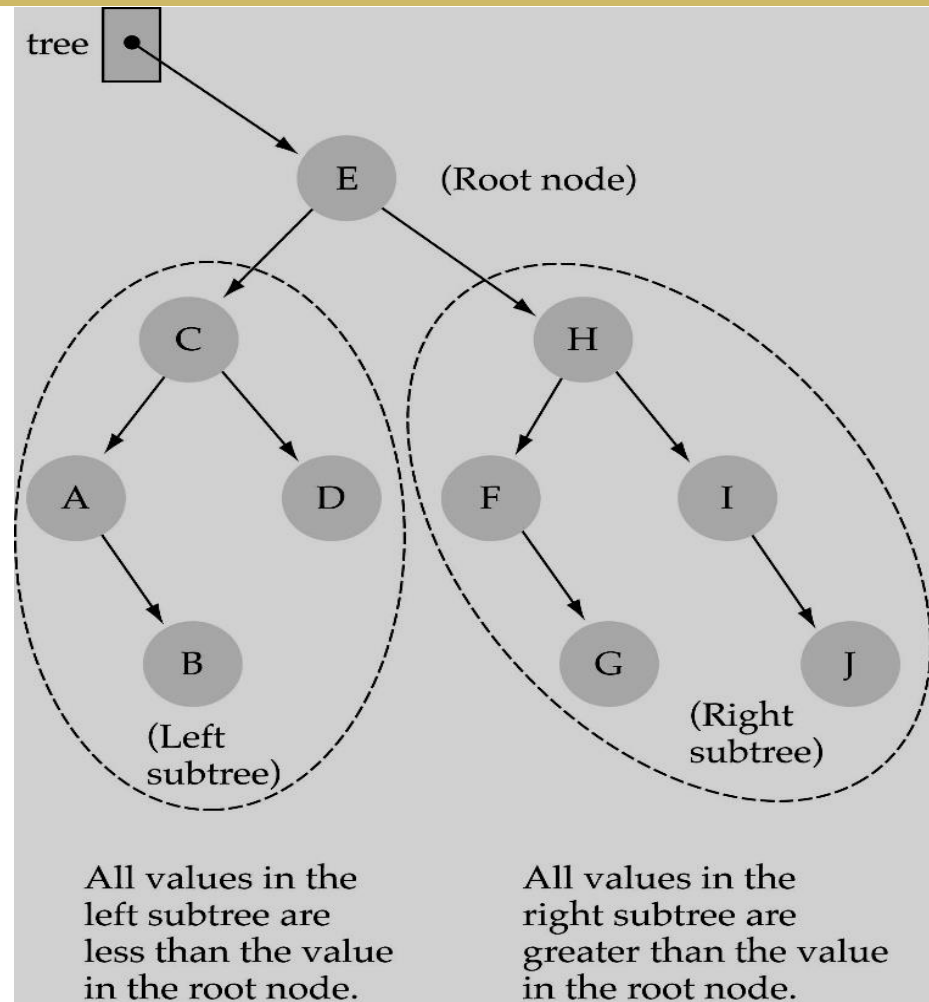 tree
E
(Root node)
C
H
A
D
F
I
B
G
J
(Left
subtree)
(Right
subtree)
All values in the
left subtree are
less than the value
in the root node.
All values in the
right subtree are
greater than the value
in the root node.